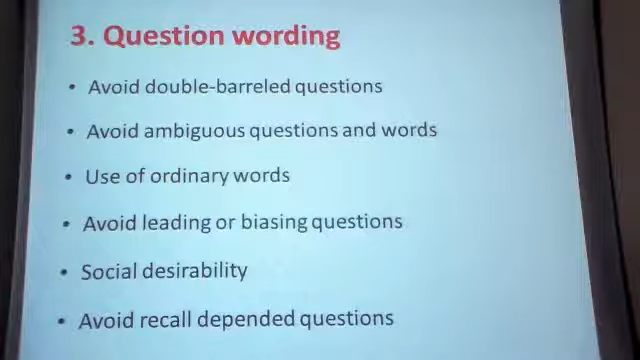 3. Question wording
• Avoid double-barreled questions
• Avoid ambiguous questions and words
• Use of ordinary words
• Avoid leading or biasing questions
• Social desirability
• Avoid recall depended questions